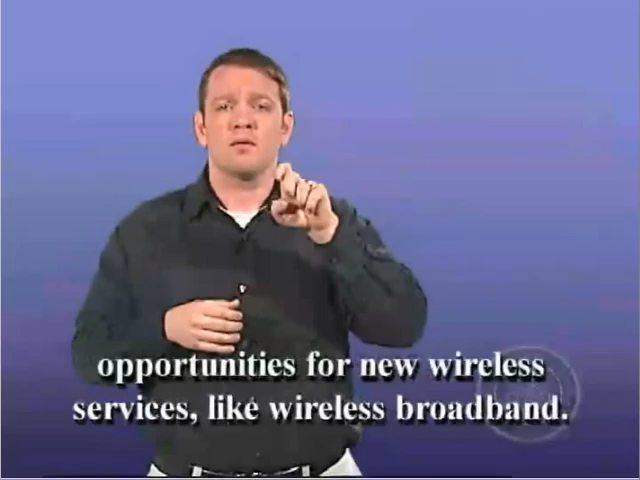 opportunities for new wireless
services, like wireless broadband.